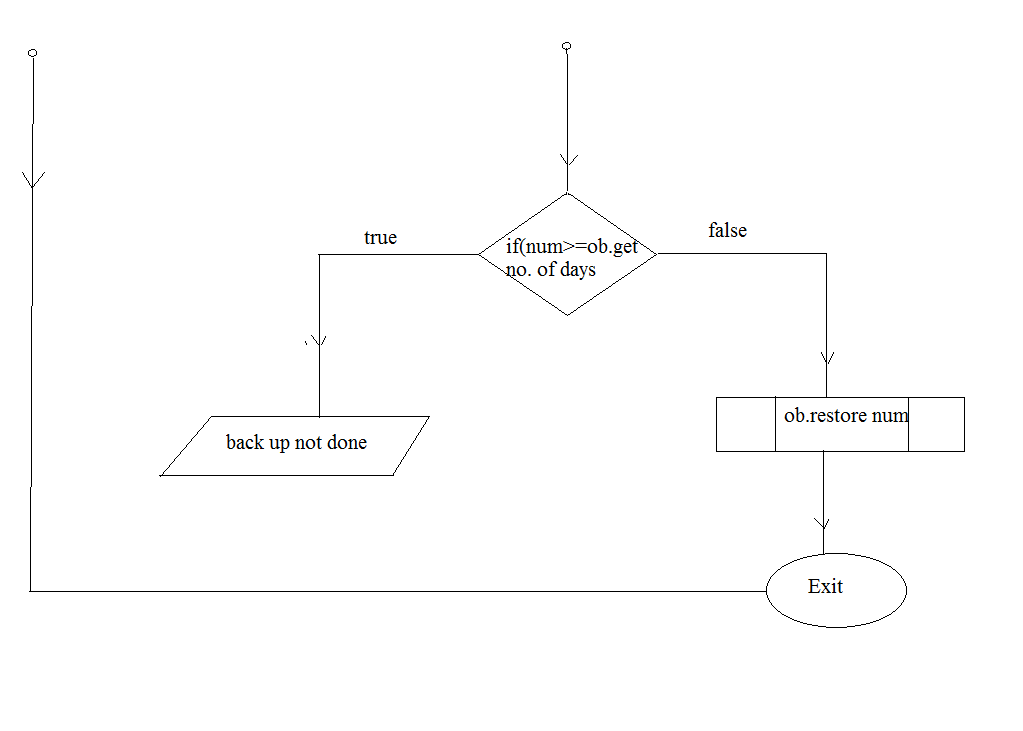 true
false
if(num>=ob.get
no. of days
back up not done
ob.restore num
Exit